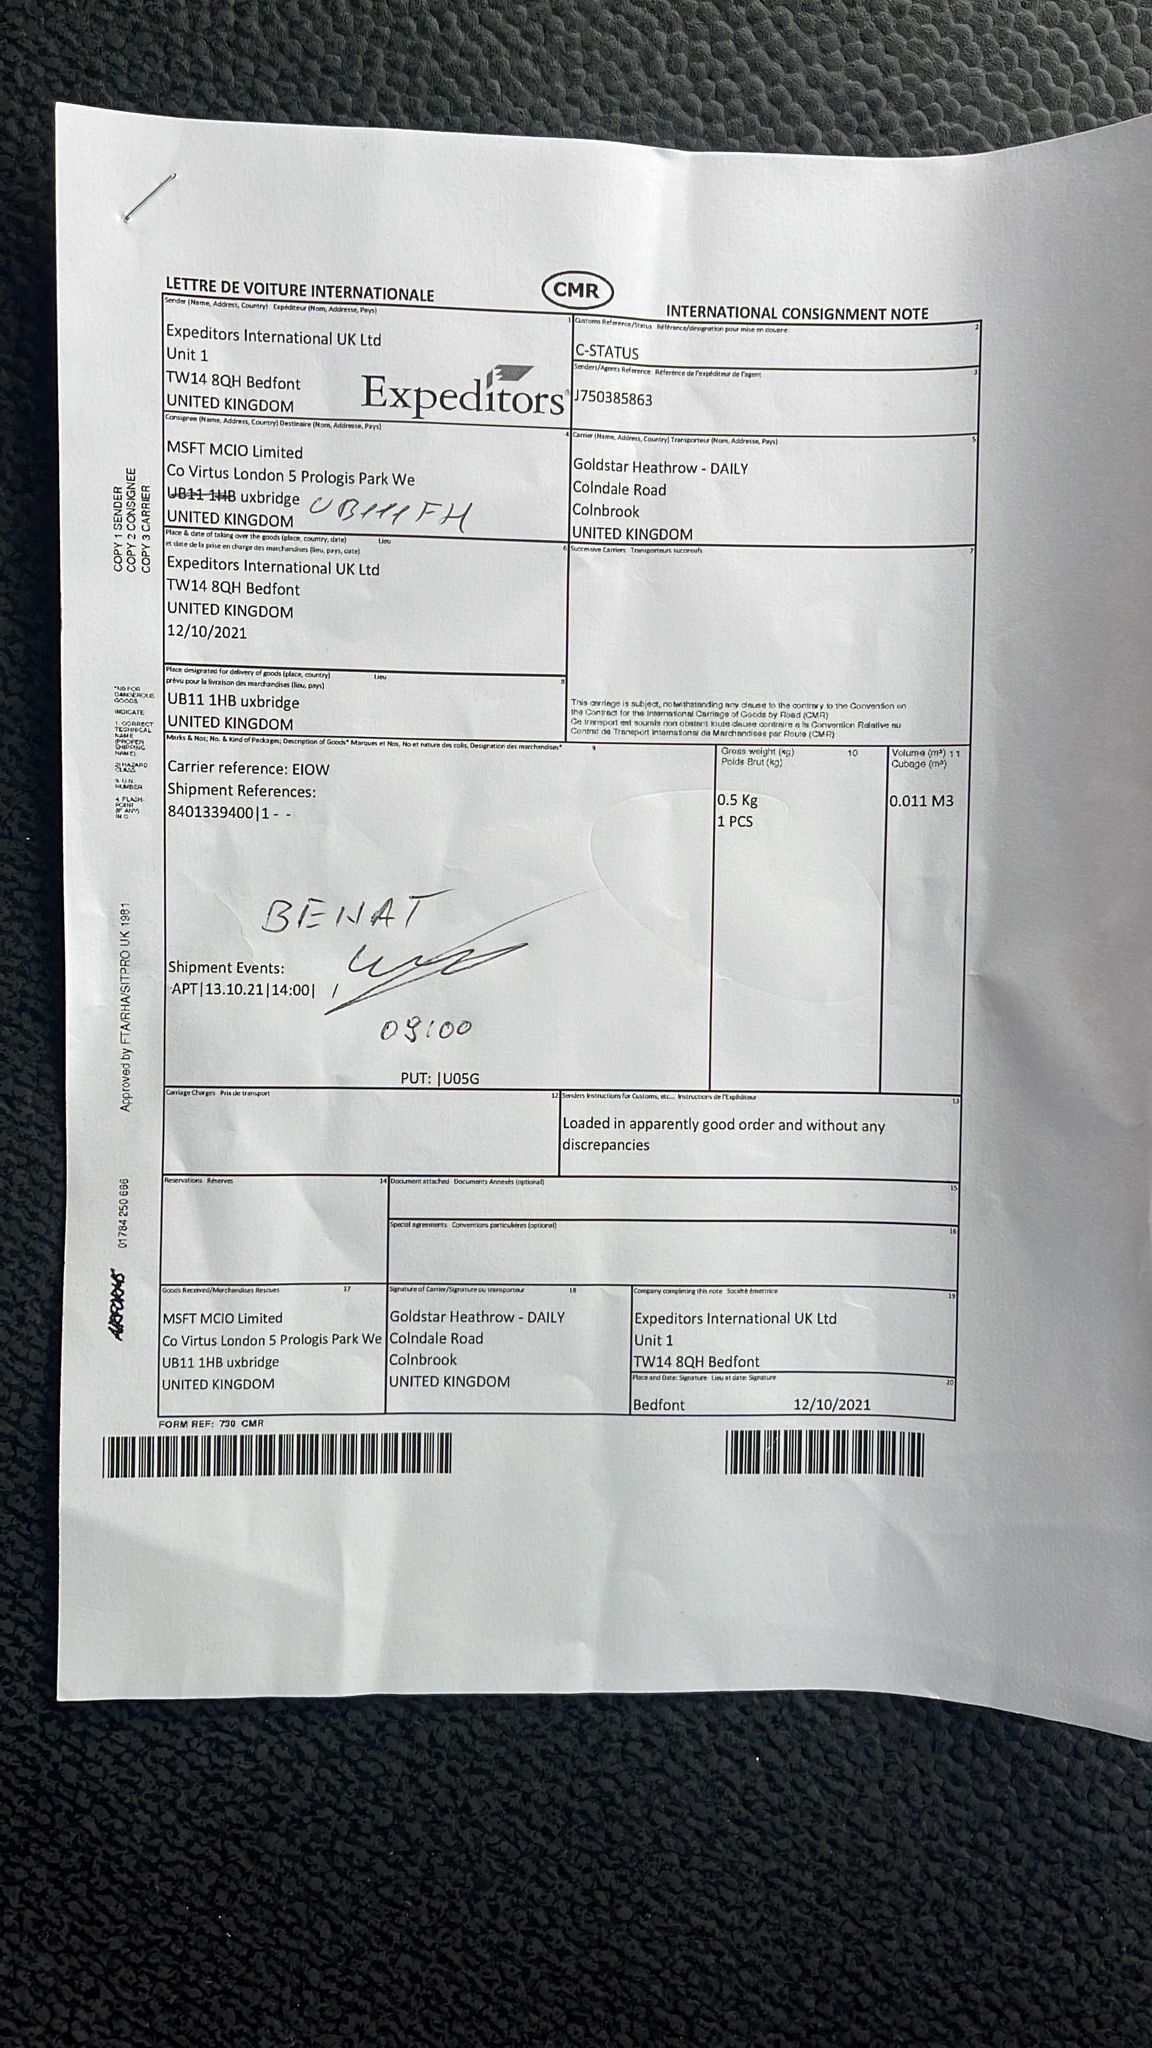 LETTRE DE VOITURE INTERNATIONALE
CMR
INTERNATIONAL CONSIGNMENT NOTE
Sender (Name, Address, Country) Expéditeur (Nom, Addresse, Pays)
1
Expeditors International UK Ltd
Unit 1
TW14 8QH Bedfont
UNITED KINGDOM
Expeditors
Customs Reference/Status Référance/designation pour mise en douare
2
C-STATUS
Senders/Agents Reference Référence de l'expéditeur de l'agent
3
J750385863
Consignee (Name, Address, Country) Destinaire (Nom, Addresse, Pays)
4
MSFT MCIO Limited
Co Virtus London 5 Prologis Park We
UB11 1HB uxbridge UB111FH
UNITED KINGDOM
Carrier (Name, Address, Country) Transporteur (Nom, Addresse, Pays)
5
Goldstar Heathrow - DAILY
Colndale Road
Colnbrook
UNITED KINGDOM
COPY 1 SENDER
COPY 2 CONSIGNEE
COPY 3 CARRIER
Place & date of taking over the goods (place, country, date) Lieu
et date de la prise en charge des marchandises (lieu, pays, date)
6
Expeditors International UK Ltd
TW14 8QH Bedfont
UNITED KINGDOM
12/10/2021
Successive Carriers Transporteurs successifs
7
Place designated for delivery of goods (place, country) Lieu
prévu pour la livraison des marchandises (lieu, pays)
8
UB11 1HB uxbridge
UNITED KINGDOM
This carriage is subject, notwithstanding any clause to the contrary to the Convention on
the Contract for the International Carriage of Goods by Road (CMR)
Ce transport est soumis non obstant toute clause contraire a la Convention Relative au
Contrat de Transport International de Marchandises par Route (CMR)
*NB FOR
DANGEROUS
GOODS
INDICATE
1. CORRECT
TECHNICAL
NAME
(PROPER
SHIPPING
NAME)
2) HAZARD
CLASS
3. U.N.
NUMBER
4. FLASH-
POINT
(IF ANY)
Marks & Nos; No. & Kind of Packages; Description of Goods* Marques et Nos, No et nature des colis, Designation des marchandises*
9
Gross weight (kg) 10
Poids Brut (kg)
Volume (m³) 11
Cubage (m³)
Carrier reference: EIOW
Shipment References:
8401339400|1 - -
0.5 Kg
1 PCS
0.011 M3
BENAT
Shipment Events:
APT|13.10.21|14:00| /
09:00
PUT: |U05G
Approved by FTA/RHA/SITPRO UK 1981
Carriage Charges Prix de transport
12
Senders Instructions for Customs, etc... Instructions de l'Expéditeur
13
Loaded in apparently good order and without any
discrepancies
Reservations Réserves
14
Document attached Documents Annexés (optional)
15
Special agreements Conventions particulières (optional)
16
01784 250 666
AIRFORMS
Goods Received/Marchandises Rescues 17
MSFT MCIO Limited
Co Virtus London 5 Prologis Park We
UB11 1HB uxbridge
UNITED KINGDOM
Signature of Carrier/Signature du transporteur 18
Goldstar Heathrow - DAILY
Colndale Road
Colnbrook
UNITED KINGDOM
Company completing this note Société émettrice
19
Expeditors International UK Ltd
Unit 1
TW14 8QH Bedfont
Place and Date: Signature Lieu et date: Signature
20
Bedfont 12/10/2021
FORM REF: 730 CMR